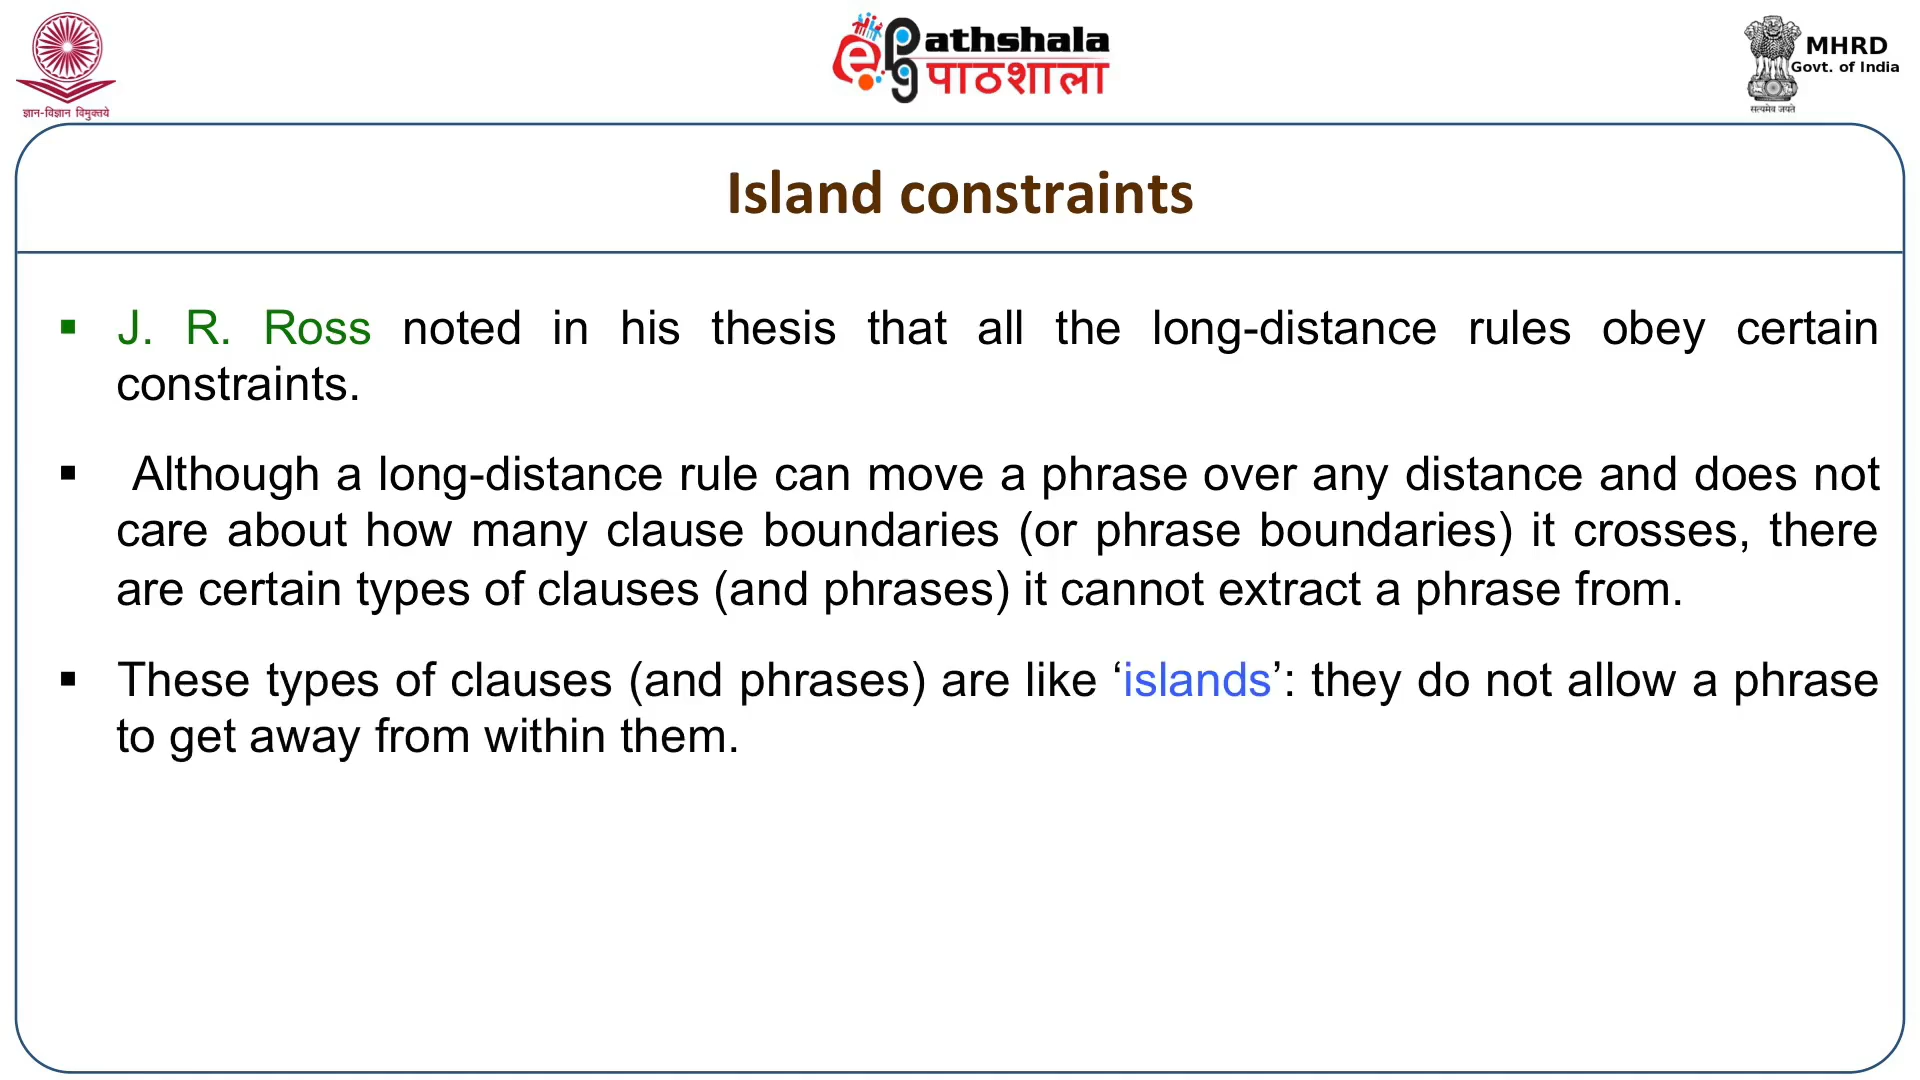 ज्ञान-विज्ञान विमुक्तये
ePg Pathshala
पाठशाला
MHRD
Govt. of India
सत्यमेव जयते
Island constraints
▪ J. R. Ross noted in his thesis that all the long-distance rules obey certain
constraints.
▪ Although a long-distance rule can move a phrase over any distance and does not
care about how many clause boundaries (or phrase boundaries) it crosses, there
are certain types of clauses (and phrases) it cannot extract a phrase from.
▪ These types of clauses (and phrases) are like ‘islands’: they do not allow a phrase
to get away from within them.